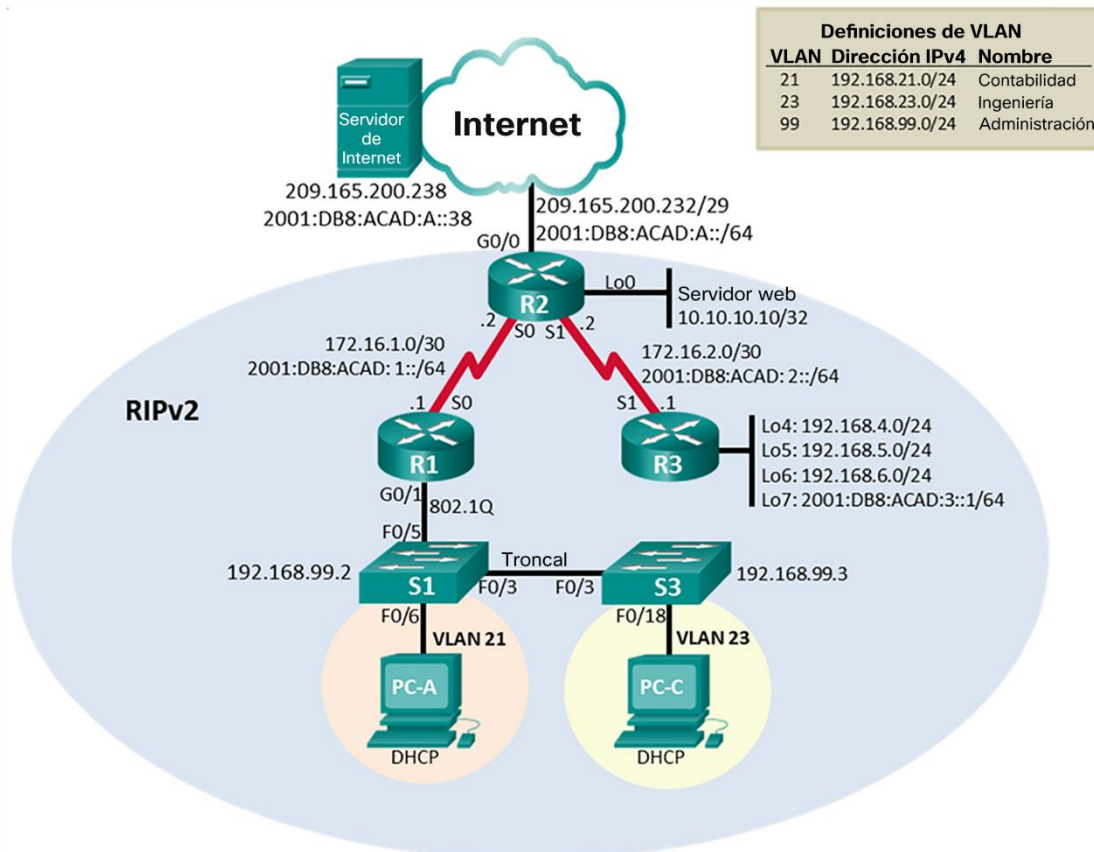 Definiciones de VLAN
VLAN Dirección IPv4 Nombre
21 192.168.21.0/24 Contabilidad
23 192.168.23.0/24 Ingeniería
99 192.168.99.0/24 Administración
Servidor
de
Internet
Internet
209.165.200.238
2001:DB8:ACAD:A::38
209.165.200.232/29
2001:DB8:ACAD:A::/64
G0/0
R2
Lo0
Servidor web
10.10.10.10/32
.2
S0
S1
.2
172.16.1.0/30
2001:DB8:ACAD: 1::/64
172.16.2.0/30
2001:DB8:ACAD: 2::/64
RIPv2
.1
S0
S1
.1
R1
R3
Lo4: 192.168.4.0/24
Lo5: 192.168.5.0/24
Lo6: 192.168.6.0/24
Lo7: 2001:DB8:ACAD:3::1/64
G0/1
802.1Q
F0/5
Troncal
192.168.99.2
S1
F0/3
F0/3
S3
192.168.99.3
F0/6
F0/18
VLAN 21
VLAN 23
PC-A
PC-C
DHCP
DHCP